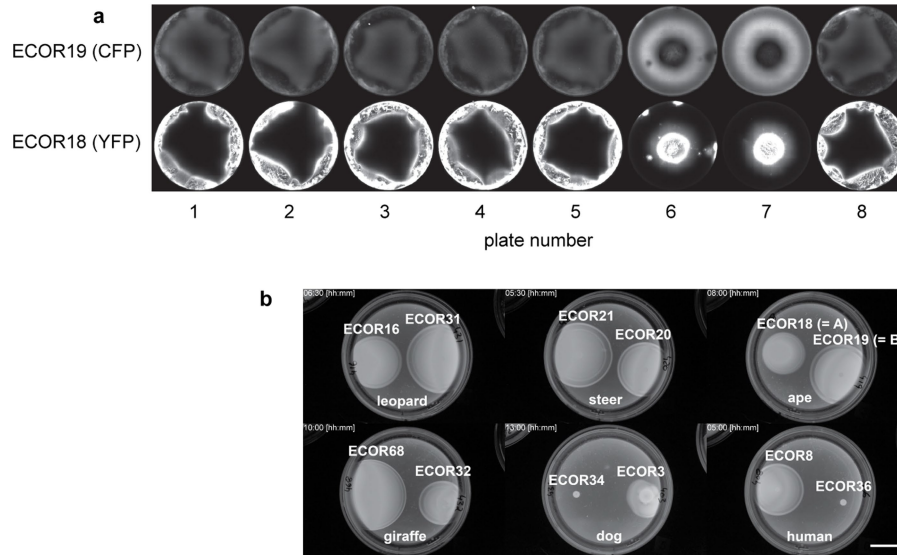 a
ECOR19 (CFP)
ECOR18 (YFP)
1 2 3 4 5 6 7 8
plate number
b
06:30 [hh:mm] 05:30 [hh:mm] 08:00 [hh:mm]
ECOR16 ECOR31 ECOR21 ECOR20 ECOR18 (= A) ECOR19 (= B
leopard steer ape
10:00 [hh:mm] 13:00 [hh:mm] 05:00 [hh:mm]
ECOR68 ECOR32 ECOR34 ECOR3 ECOR8 ECOR36
giraffe dog human